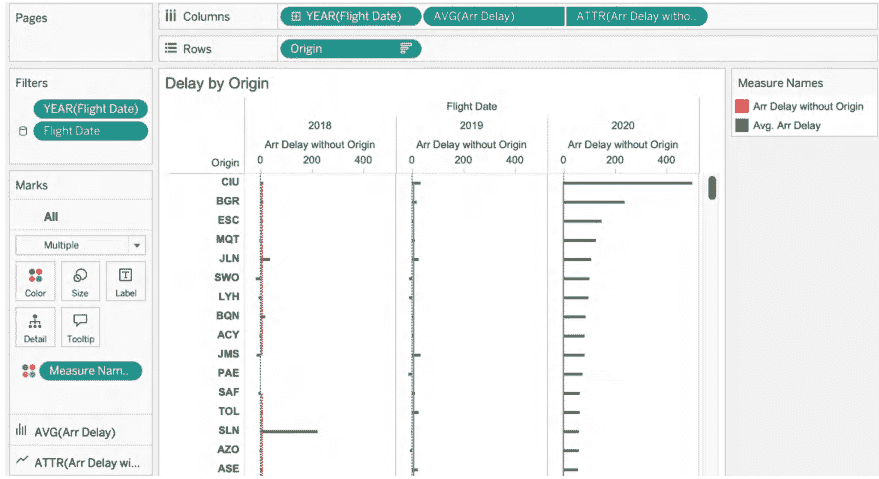 Pages
Columns
YEAR(Flight Date) AVG(Arr Delay) ATTR(Arr Delay witho..
Rows
Origin
Filters
YEAR(Flight Date)
Flight Date
Marks
All
Multiple
Color Size Label
Detail Tooltip
Measure Nam..
AVG(Arr Delay)
ATTR(Arr Delay wi...
Delay by Origin
Flight Date
2018 2019 2020
Arr Delay without Origin Arr Delay without Origin Arr Delay without Origin
Origin 0 200 400 0 200 400 0 200 400
CIU
BGR
ESC
MQT
JLN
SWO
LYH
BQN
ACY
JMS
PAE
SAF
TOL
SLN
AZO
ASE
Measure Names
Arr Delay without Origin
Avg. Arr Delay